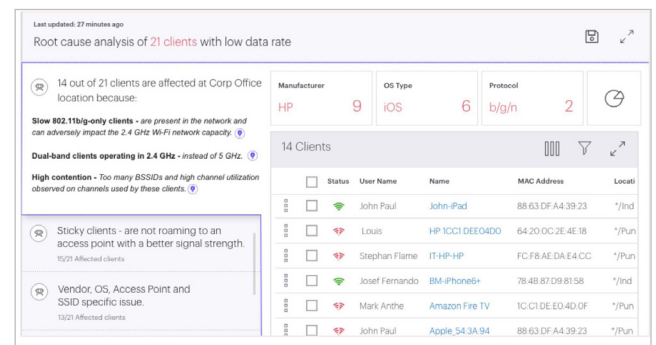 Last updated: 27 minutes ago
Root cause analysis of 21 clients with low data rate
14 out of 21 clients are affected at Corp Office
location because:
Slow 802.11b/g-only clients - are present in the network and
can adversely impact the 2.4 GHz Wi-Fi network capacity.
Dual-band clients operating in 2.4 GHz - instead of 5 GHz.
High contention - Too many BSSIDs and high channel utilization
observed on channels used by these clients.
Sticky clients - are not roaming to an
access point with a better signal strength.
15/21 Affected clients
Vendor, OS, Access Point and
SSID specific issue.
13/21 Affected clients
Manufacturer
HP 9
OS Type
iOS 6
Protocol
b/g/n 2
14 Clients
Status User Name Name MAC Address Locati
John Paul John-iPad 88:63:DF:A4:39:23 */Ind
Louis HP 1CC1 DEE04D0 64:20:0C:2E:4E:18 */Pun
Stephan Flame IT-HP-HP FC:F8:AE:DA:E4:CC */Pun
Josef Fernando BM-iPhone6+ 78:4B:87:D9:81:58 */Ind
Mark Anthe Amazon Fire TV 1C:C1:DE:E0:4D:0F */Pun
John Paul Apple_54:3A:94 88:63:DF:A4:39:23 */Pun